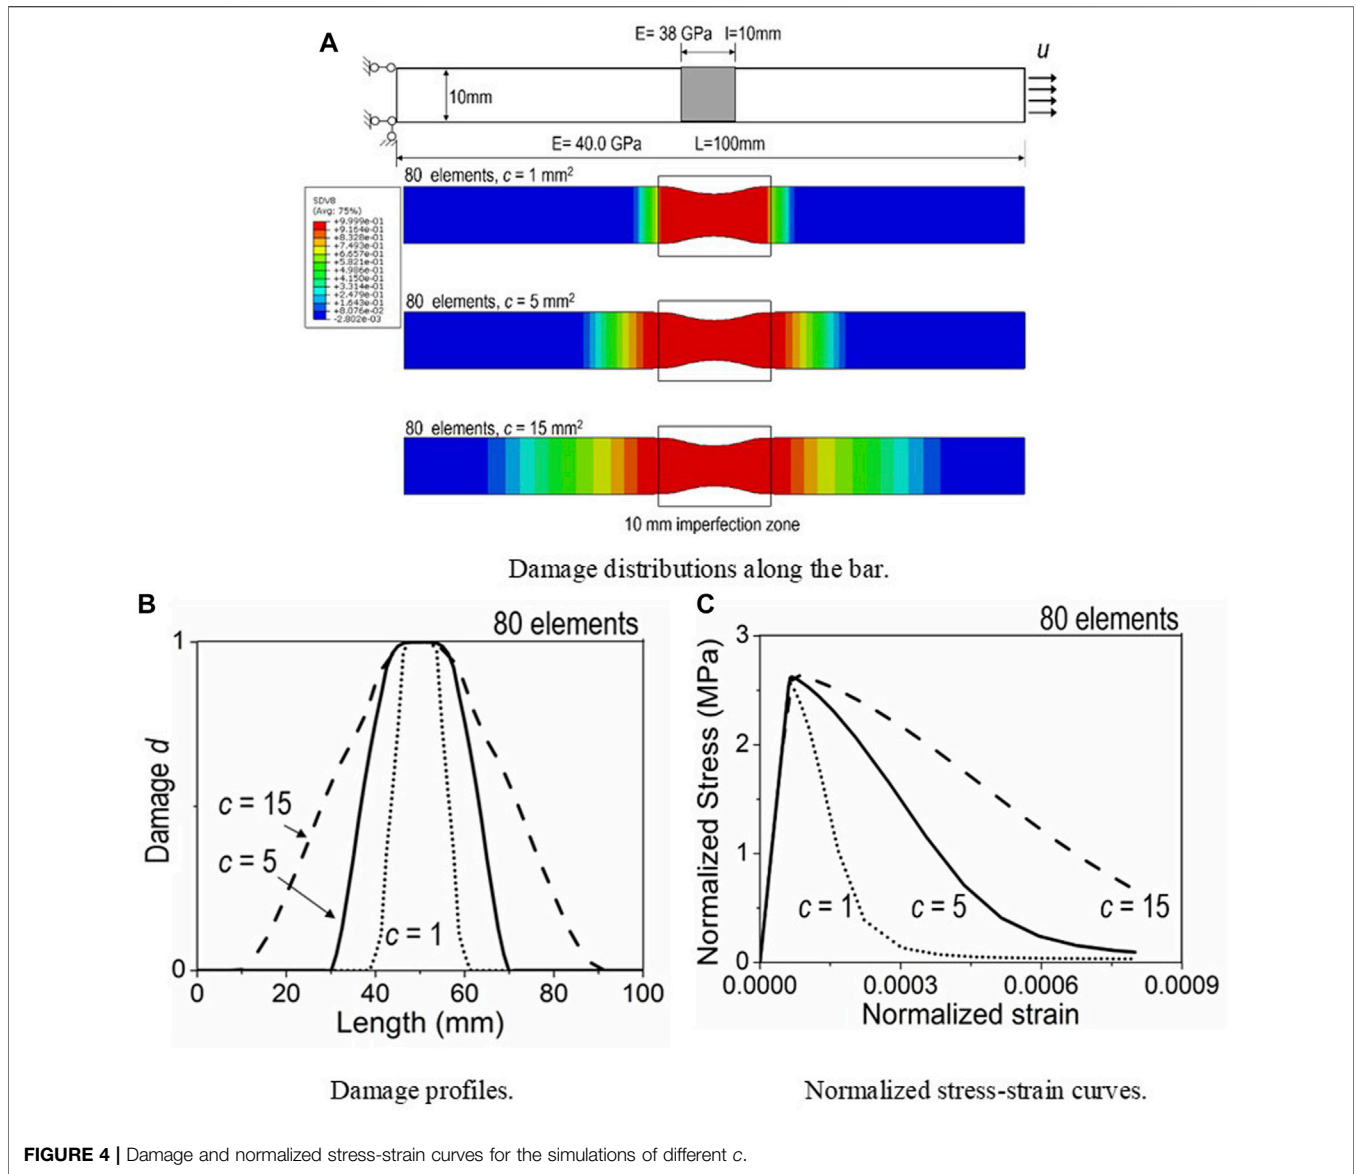 A
E= 38 GPa l=10mm
u
10mm
E= 40.0 GPa L=100mm
80 elements, c = 1 mm²
SDV8
(Avg: 75%)
+9.999e-01
+9.164e-01
+8.328e-01
+7.493e-01
+6.657e-01
+5.821e-01
+4.986e-01
+4.150e-01
+3.314e-01
+2.479e-01
+1.643e-01
+8.076e-02
-2.802e-03
80 elements, c = 5 mm²
80 elements, c = 15 mm²
10 mm imperfection zone
Damage distributions along the bar.
B
80 elements
1
Damage d
c = 15
c = 5
c = 1
0
0 20 40 60 80 100
Length (mm)
Damage profiles.
C
80 elements
3
Normalized Stress (MPa)
2
1
c = 1 c = 5 c = 15
0
0.0000 0.0003 0.0006 0.0009
Normalized strain
Normalized stress-strain curves.
FIGURE 4 | Damage and normalized stress-strain curves for the simulations of different c.